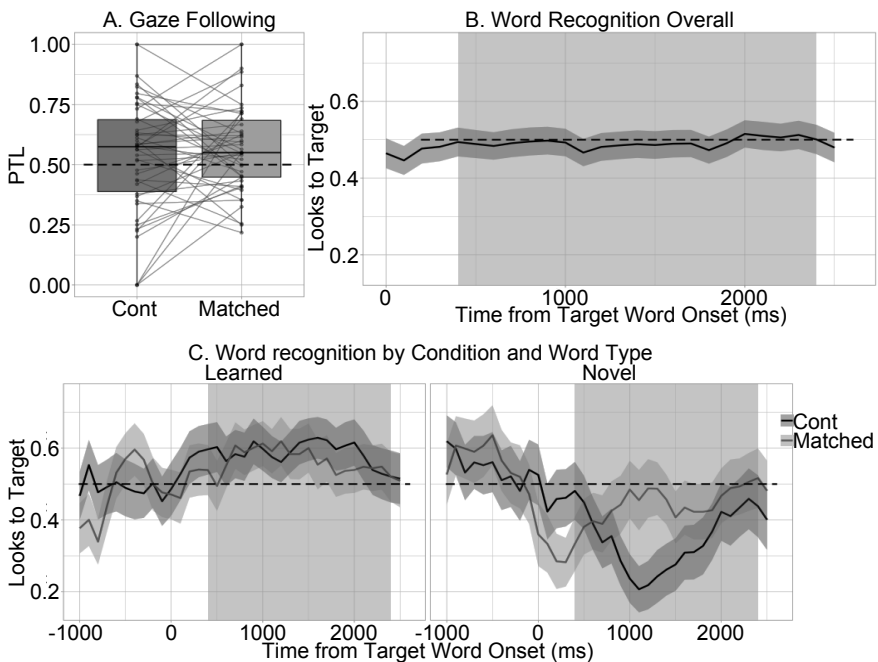 A. Gaze Following
1.00
0.75
0.50
0.25
0.00
PTL
Cont Matched
B. Word Recognition Overall
0.6
0.4
0.2
Looks to Target
0 1000 2000
Time from Target Word Onset (ms)
C. Word recognition by Condition and Word Type
Learned Novel
0.6
0.4
0.2
Looks to Target
-1000 0 1000 2000 -1000 0 1000 2000
Time from Target Word Onset (ms)
Cont
Matched